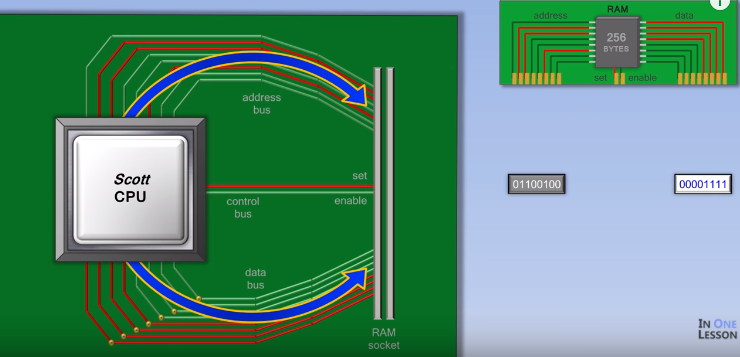 RAM
address
data
256
BYTES
set
enable
address
bus
Scott
CPU
set
control
bus
enable
data
bus
RAM
socket
01100100
00001111
IN ONE
LESSON